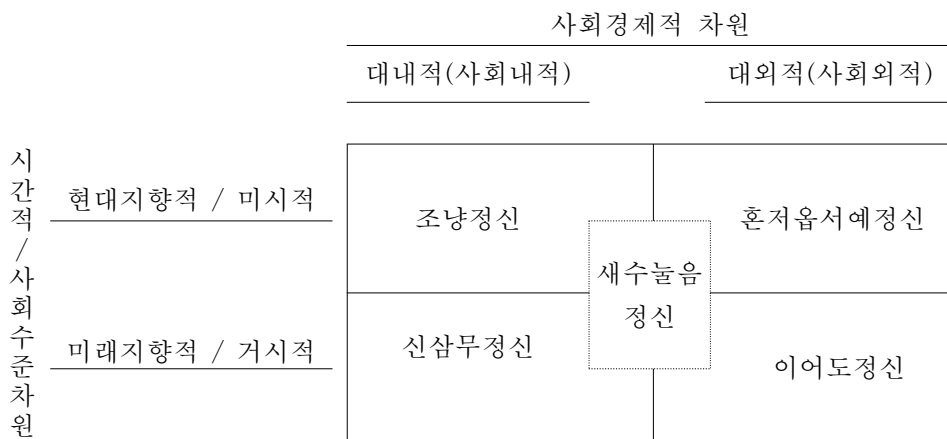 사회경제적 차원
대내적(사회내적) 대외적(사회외적)
시간적/사회수준차원
현대지향적 / 미시적
조냥정신
혼저옵서예정신
새수눌음
정신
미래지향적 / 거시적
신삼무정신
이어도정신